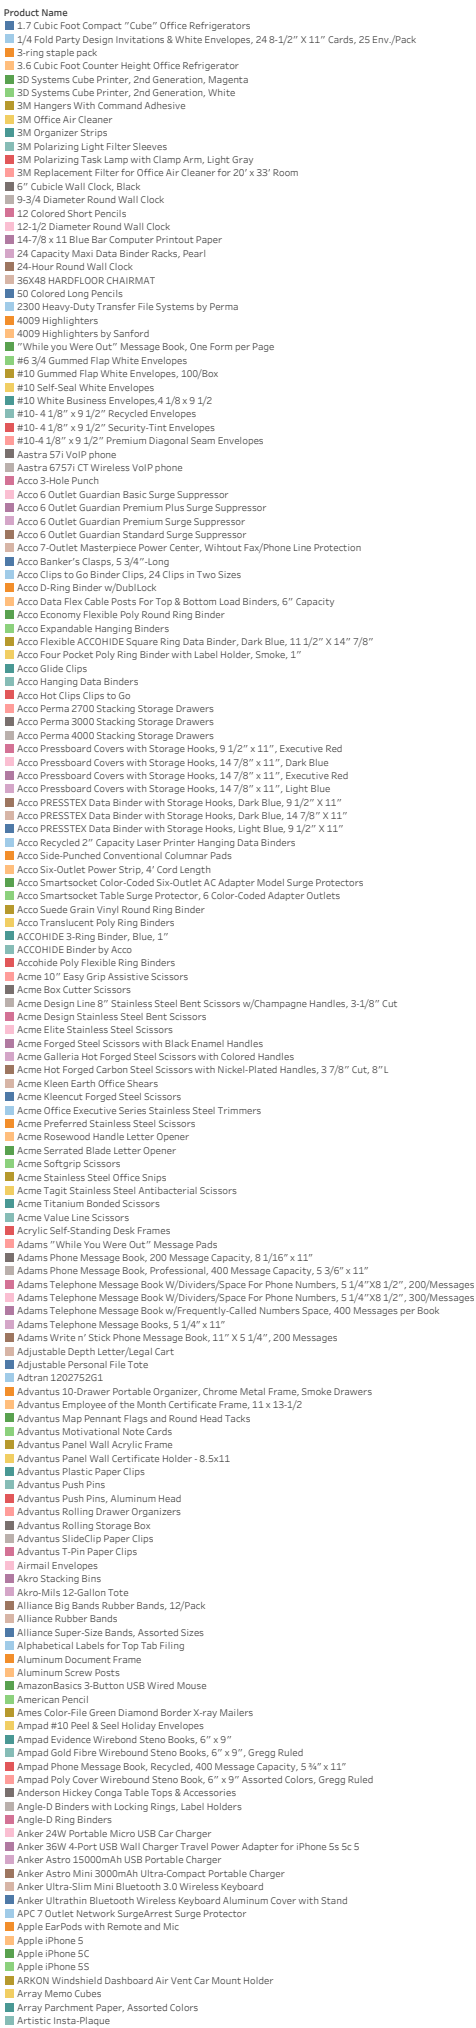 Product Name
1.7 Cubic Foot Compact "Cube" Office Refrigerators
1/4 Fold Party Design Invitations & White Envelopes, 24 8-1/2" X 11" Cards, 25 Env./Pack
3-ring staple pack
3.6 Cubic Foot Counter Height Office Refrigerator
3D Systems Cube Printer, 2nd Generation, Magenta
3D Systems Cube Printer, 2nd Generation, White
3M Hangers With Command Adhesive
3M Office Air Cleaner
3M Organizer Strips
3M Polarizing Light Filter Sleeves
3M Polarizing Task Lamp with Clamp Arm, Light Gray
3M Replacement Filter for Office Air Cleaner for 20' x 33' Room
6" Cubicle Wall Clock, Black
9-3/4 Diameter Round Wall Clock
12 Colored Short Pencils
12-1/2 Diameter Round Wall Clock
14-7/8 x 11 Blue Bar Computer Printout Paper
24 Capacity Maxi Data Binder Racks, Pearl
24-Hour Round Wall Clock
36X48 HARDFLOOR CHAIRMAT
50 Colored Long Pencils
2300 Heavy-Duty Transfer File Systems by Perma
4009 Highlighters
4009 Highlighters by Sanford
"While you Were Out" Message Book, One Form per Page
#6 3/4 Gummed Flap White Envelopes
#10 Gummed Flap White Envelopes, 100/Box
#10 Self-Seal White Envelopes
#10 White Business Envelopes,4 1/8 x 9 1/2
#10- 4 1/8" x 9 1/2" Recycled Envelopes
#10- 4 1/8" x 9 1/2" Security-Tint Envelopes
#10-4 1/8" x 9 1/2" Premium Diagonal Seam Envelopes
Aastra 57i VoIP phone
Aastra 6757i CT Wireless VoIP phone
Acco 3-Hole Punch
Acco 6 Outlet Guardian Basic Surge Suppressor
Acco 6 Outlet Guardian Premium Plus Surge Suppressor
Acco 6 Outlet Guardian Premium Surge Suppressor
Acco 6 Outlet Guardian Standard Surge Suppressor
Acco 7-Outlet Masterpiece Power Center, Wihtout Fax/Phone Line Protection
Acco Banker's Clasps, 5 3/4"-Long
Acco Clips to Go Binder Clips, 24 Clips in Two Sizes
Acco D-Ring Binder w/DublLock
Acco Data Flex Cable Posts For Top & Bottom Load Binders, 6" Capacity
Acco Economy Flexible Poly Round Ring Binder
Acco Expandable Hanging Binders
Acco Flexible ACCOHIDE Square Ring Data Binder, Dark Blue, 11 1/2" X 14" 7/8"
Acco Four Pocket Poly Ring Binder with Label Holder, Smoke, 1"
Acco Glide Clips
Acco Hanging Data Binders
Acco Hot Clips Clips to Go
Acco Perma 2700 Stacking Storage Drawers
Acco Perma 3000 Stacking Storage Drawers
Acco Perma 4000 Stacking Storage Drawers
Acco Pressboard Covers with Storage Hooks, 9 1/2" x 11", Executive Red
Acco Pressboard Covers with Storage Hooks, 14 7/8" x 11", Dark Blue
Acco Pressboard Covers with Storage Hooks, 14 7/8" x 11", Executive Red
Acco Pressboard Covers with Storage Hooks, 14 7/8" x 11", Light Blue
Acco PRESSTEX Data Binder with Storage Hooks, Dark Blue, 9 1/2" X 11"
Acco PRESSTEX Data Binder with Storage Hooks, Dark Blue, 14 7/8" X 11"
Acco PRESSTEX Data Binder with Storage Hooks, Light Blue, 9 1/2" X 11"
Acco Recycled 2" Capacity Laser Printer Hanging Data Binders
Acco Side-Punched Conventional Columnar Pads
Acco Six-Outlet Power Strip, 4' Cord Length
Acco Smartsocket Color-Coded Six-Outlet AC Adapter Model Surge Protectors
Acco Smartsocket Table Surge Protector, 6 Color-Coded Adapter Outlets
Acco Suede Grain Vinyl Round Ring Binder
Acco Translucent Poly Ring Binders
ACCOHIDE 3-Ring Binder, Blue, 1"
ACCOHIDE Binder by Acco
Accohide Poly Flexible Ring Binders
Acme 10" Easy Grip Assistive Scissors
Acme Box Cutter Scissors
Acme Design Line 8" Stainless Steel Bent Scissors w/Champagne Handles, 3-1/8" Cut
Acme Design Stainless Steel Bent Scissors
Acme Elite Stainless Steel Scissors
Acme Forged Steel Scissors with Black Enamel Handles
Acme Galleria Hot Forged Steel Scissors with Colored Handles
Acme Hot Forged Carbon Steel Scissors with Nickel-Plated Handles, 3 7/8" Cut, 8"L
Acme Kleen Earth Office Shears
Acme Kleencut Forged Steel Scissors
Acme Office Executive Series Stainless Steel Trimmers
Acme Preferred Stainless Steel Scissors
Acme Rosewood Handle Letter Opener
Acme Serrated Blade Letter Opener
Acme Softgrip Scissors
Acme Stainless Steel Office Snips
Acme Tagit Stainless Steel Antibacterial Scissors
Acme Titanium Bonded Scissors
Acme Value Line Scissors
Acrylic Self-Standing Desk Frames
Adams "While You Were Out" Message Pads
Adams Phone Message Book, 200 Message Capacity, 8 1/16" x 11"
Adams Phone Message Book, Professional, 400 Message Capacity, 5 3/6" x 11"
Adams Telephone Message Book W/Dividers/Space For Phone Numbers, 5 1/4"X8 1/2", 200/Messages
Adams Telephone Message Book W/Dividers/Space For Phone Numbers, 5 1/4"X8 1/2", 300/Messages
Adams Telephone Message Book w/Frequently-Called Numbers Space, 400 Messages per Book
Adams Telephone Message Books, 5 1/4" x 11"
Adams Write n' Stick Phone Message Book, 11" X 5 1/4", 200 Messages
Adjustable Depth Letter/Legal Cart
Adjustable Personal File Tote
Adtran 1202752G1
Advantus 10-Drawer Portable Organizer, Chrome Metal Frame, Smoke Drawers
Advantus Employee of the Month Certificate Frame, 11 x 13-1/2
Advantus Map Pennant Flags and Round Head Tacks
Advantus Motivational Note Cards
Advantus Panel Wall Acrylic Frame
Advantus Panel Wall Certificate Holder - 8.5x11
Advantus Plastic Paper Clips
Advantus Push Pins
Advantus Push Pins, Aluminum Head
Advantus Rolling Drawer Organizers
Advantus Rolling Storage Box
Advantus SlideClip Paper Clips
Advantus T-Pin Paper Clips
Airmail Envelopes
Akro Stacking Bins
Akro-Mils 12-Gallon Tote
Alliance Big Bands Rubber Bands, 12/Pack
Alliance Rubber Bands
Alliance Super-Size Bands, Assorted Sizes
Alphabetical Labels for Top Tab Filing
Aluminum Document Frame
Aluminum Screw Posts
AmazonBasics 3-Button USB Wired Mouse
American Pencil
Ames Color-File Green Diamond Border X-ray Mailers
Ampad #10 Peel & Seel Holiday Envelopes
Ampad Evidence Wirebond Steno Books, 6" x 9"
Ampad Gold Fibre Wirebound Steno Books, 6" x 9", Gregg Ruled
Ampad Phone Message Book, Recycled, 400 Message Capacity, 5 ¾" x 11"
Ampad Poly Cover Wirebound Steno Book, 6" x 9" Assorted Colors, Gregg Ruled
Anderson Hickey Conga Table Tops & Accessories
Angle-D Binders with Locking Rings, Label Holders
Angle-D Ring Binders
Anker 24W Portable Micro USB Car Charger
Anker 36W 4-Port USB Wall Charger Travel Power Adapter for iPhone 5s 5c 5
Anker Astro 15000mAh USB Portable Charger
Anker Astro Mini 3000mAh Ultra-Compact Portable Charger
Anker Ultra-Slim Mini Bluetooth 3.0 Wireless Keyboard
Anker Ultrathin Bluetooth Wireless Keyboard Aluminum Cover with Stand
APC 7 Outlet Network SurgeArrest Surge Protector
Apple EarPods with Remote and Mic
Apple iPhone 5
Apple iPhone 5C
Apple iPhone 5S
ARKON Windshield Dashboard Air Vent Car Mount Holder
Array Memo Cubes
Array Parchment Paper, Assorted Colors
Artistic Insta-Plaque